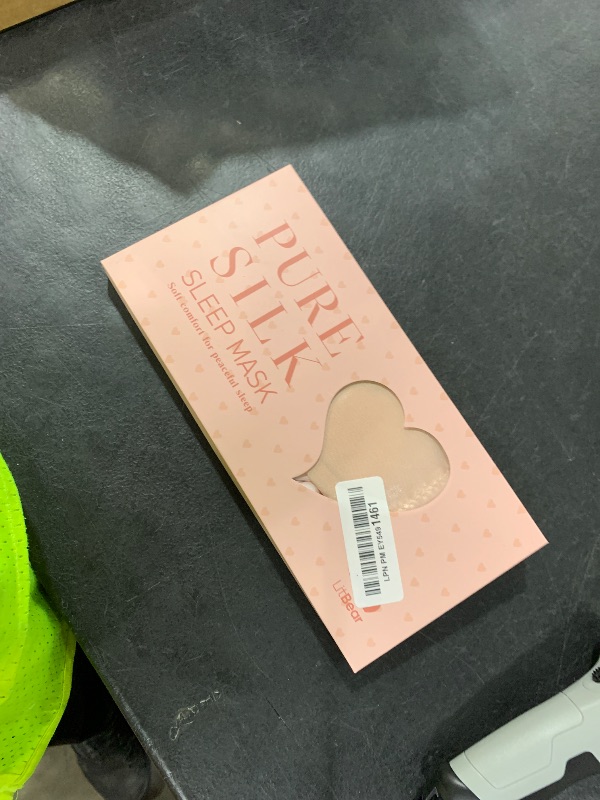 PURE
SILK
SLEEP MASK
Soft comfort for peaceful sleep
LPN PM EY549 1461
LitBear